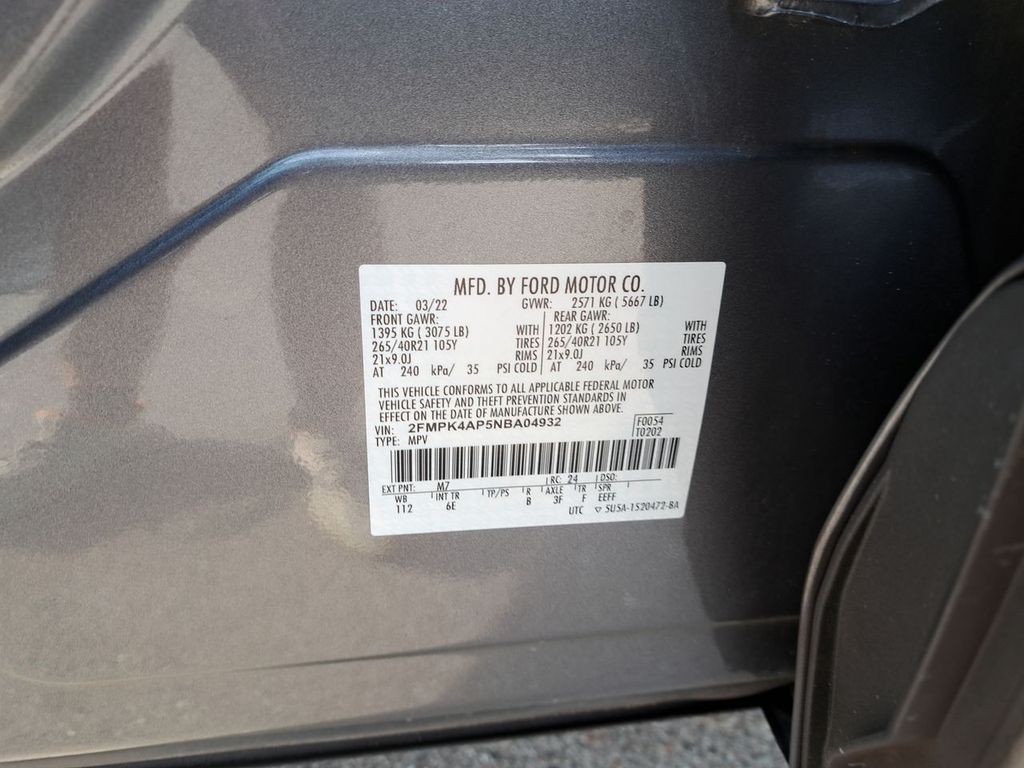 MFD. BY FORD MOTOR CO.
DATE: 03/22 GVWR: 2571 KG ( 5667 LB)
FRONT GAWR: REAR GAWR:
1395 KG ( 3075 LB) WITH 1202 KG ( 2650 LB) WITH
265/40R21 105Y TIRES 265/40R21 105Y TIRES
21x9.0J RIMS 21x9.0J RIMS
AT 240 kPa/ 35 PSI COLD AT 240 kPa/ 35 PSI COLD
THIS VEHICLE CONFORMS TO ALL APPLICABLE FEDERAL MOTOR
VEHICLE SAFETY AND THEFT PREVENTION STANDARDS IN
EFFECT ON THE DATE OF MANUFACTURE SHOWN ABOVE.
VIN: 2FMPK4AP5NBA04932 F0054
TYPE: MPV T0202
EXT PNT: M7 RC: 24 DSO:
WB INT TR TP/PS R AXLE TR SPR
112 6E B 3F F EEFF
UTC ▽ 5USA-1520472-BA